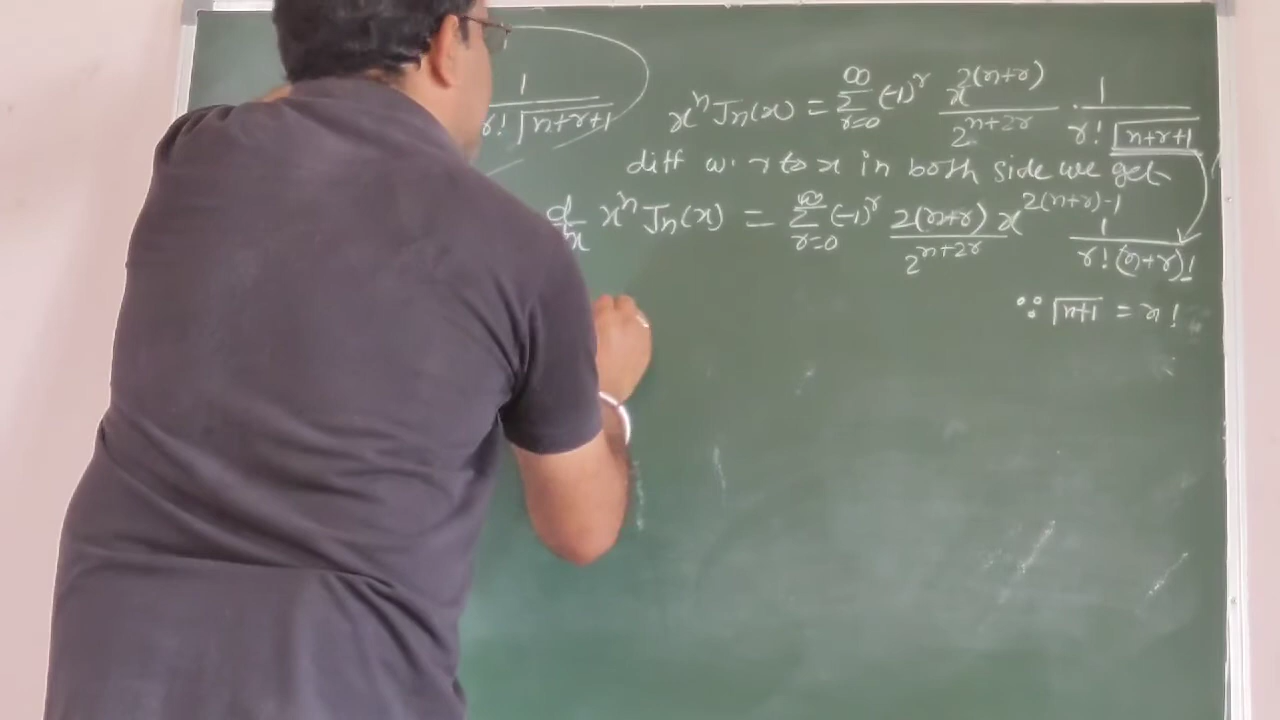 1 / r! √n+r+1
xⁿ Jn(x) = ∞ Σ r=0 (-1)ʳ x^2(n+r) / 2^n+2r · 1 / r! √n+r+1
diff w. r to x in both side we get
d/dx xⁿ Jn(x) = ∞ Σ r=0 (-1)ʳ 2(n+r) / 2^n+2r x^2(n+r)-1 1 / r! (n+r)!
∵ √n+1 = n!